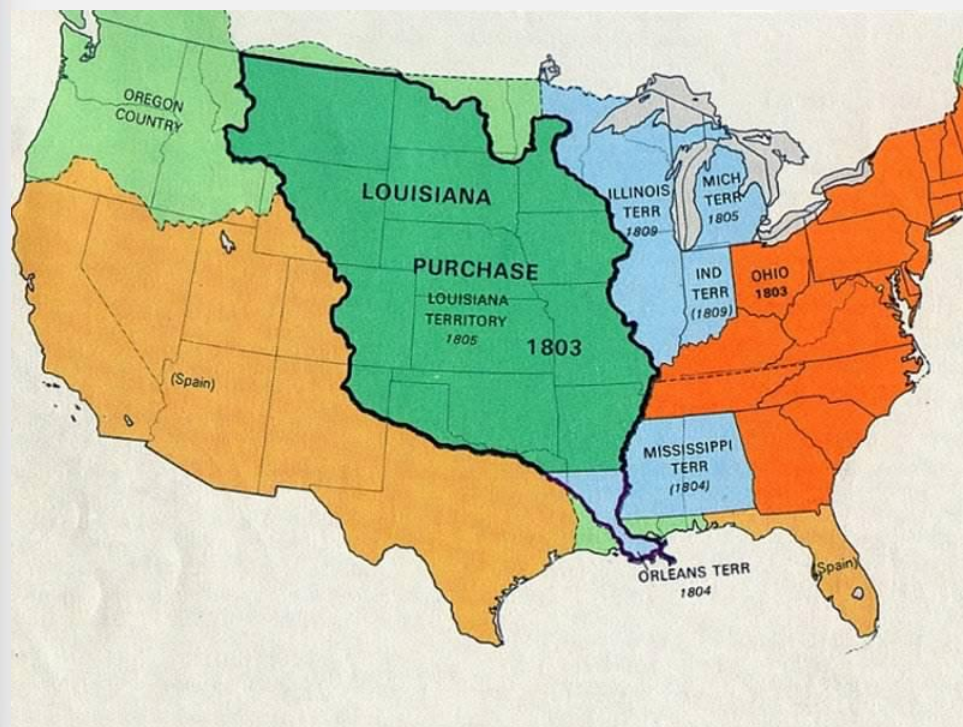 OREGON
COUNTRY
LOUISIANA
PURCHASE
LOUISIANA
TERRITORY
1805
1803
ILLINOIS
TERR
1809
MICH
TERR
1805
IND
TERR
(1809)
OHIO
1803
(Spain)
MISSISSIPPI
TERR
(1804)
ORLEANS TERR
1804
(Spain)